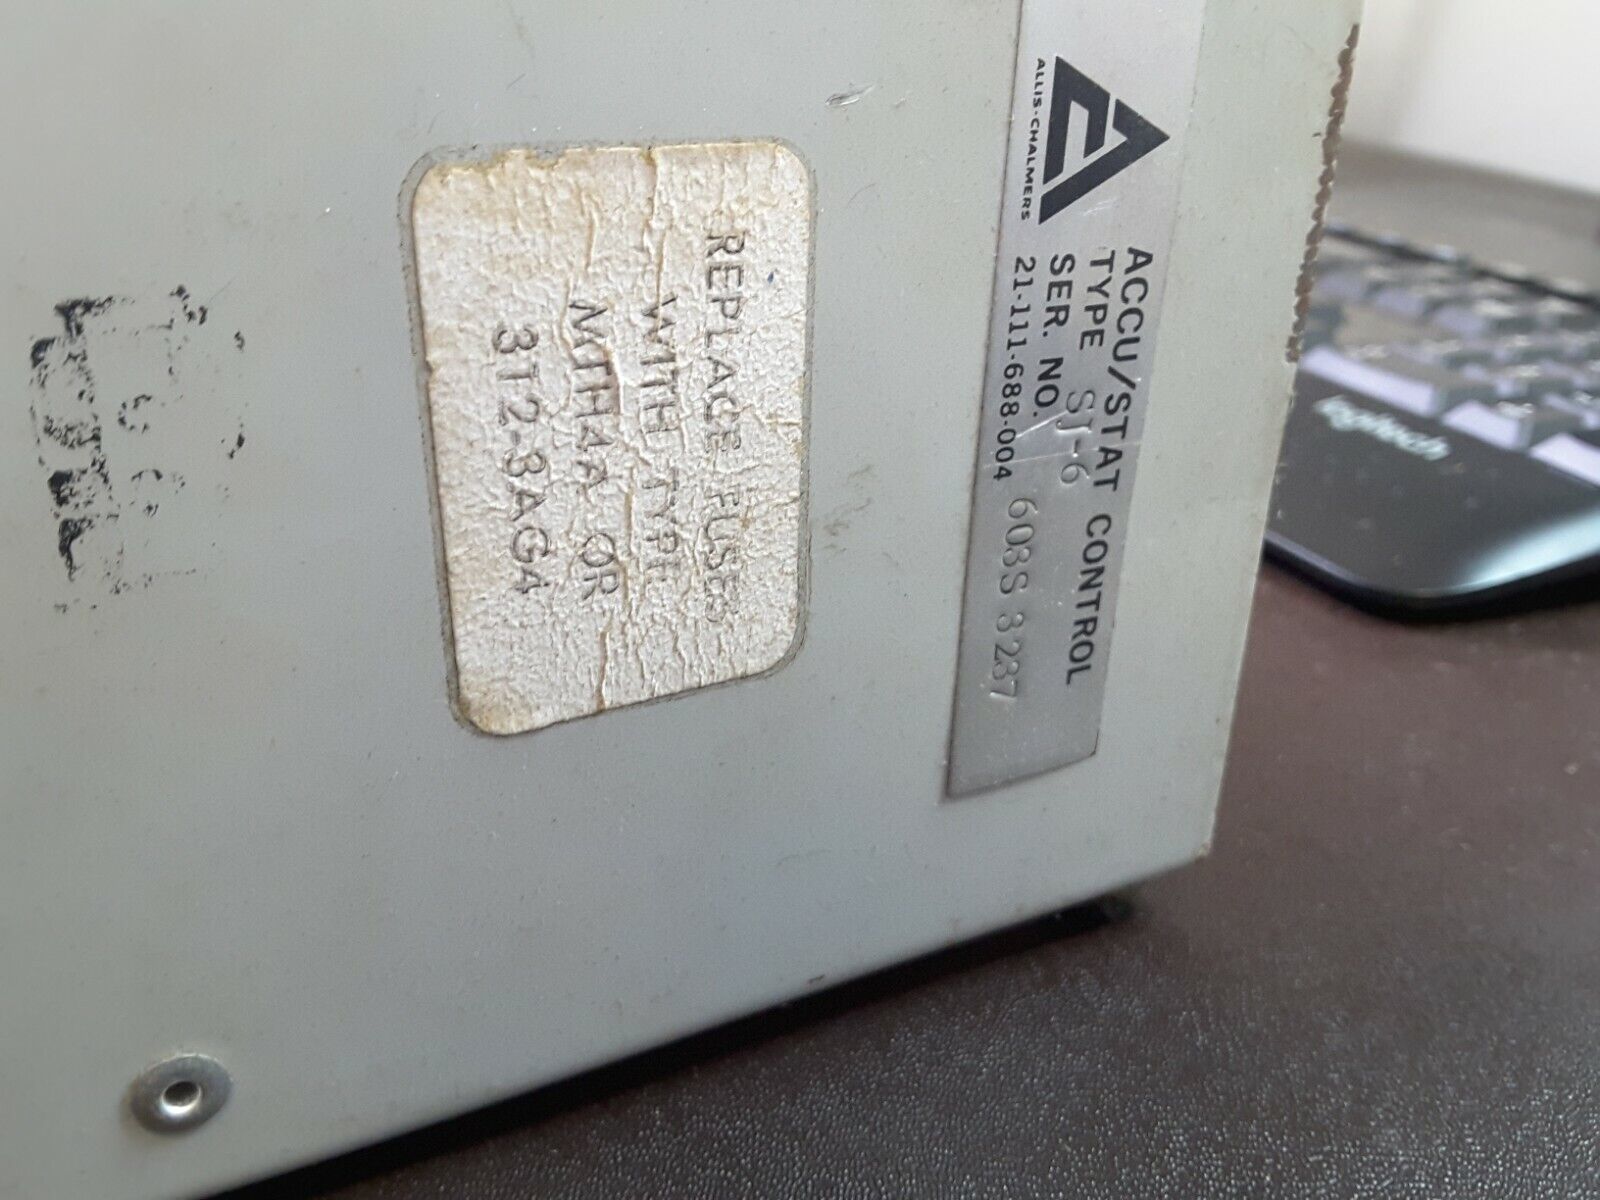 ALLIS-CHALMERS
ACCU/STAT CONTROL
TYPE SJ-6
SER. NO. 603S 3237
21-111-688-004
REPLACE FUSES
WITH TYPE
MTH4A OR
3T2-3AG4
logitech